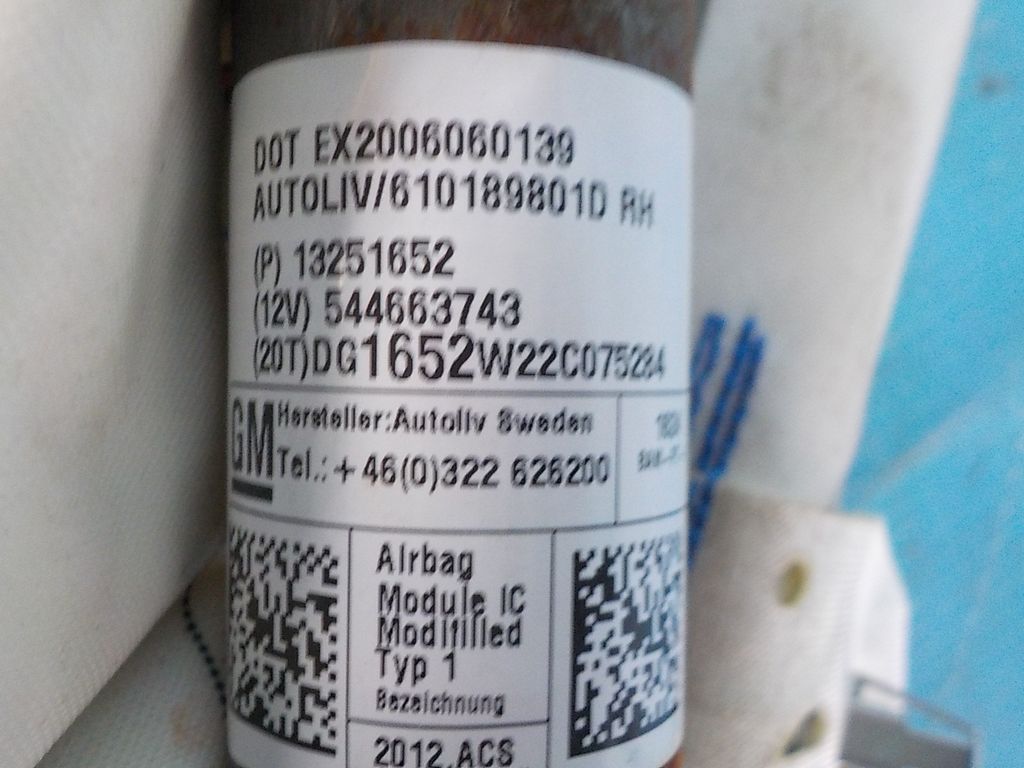 DOT EX2006060139
AUTOLIV/610189801D RH
(P) 13251652
(12V) 544663743
(20T)DG1652W22C075284
GM
Hersteller:Autoliv Sweden
Tel.: +46(0)322 626200
Airbag
Module IC
Modifified
Typ 1
Bezeichnung
2012.ACS